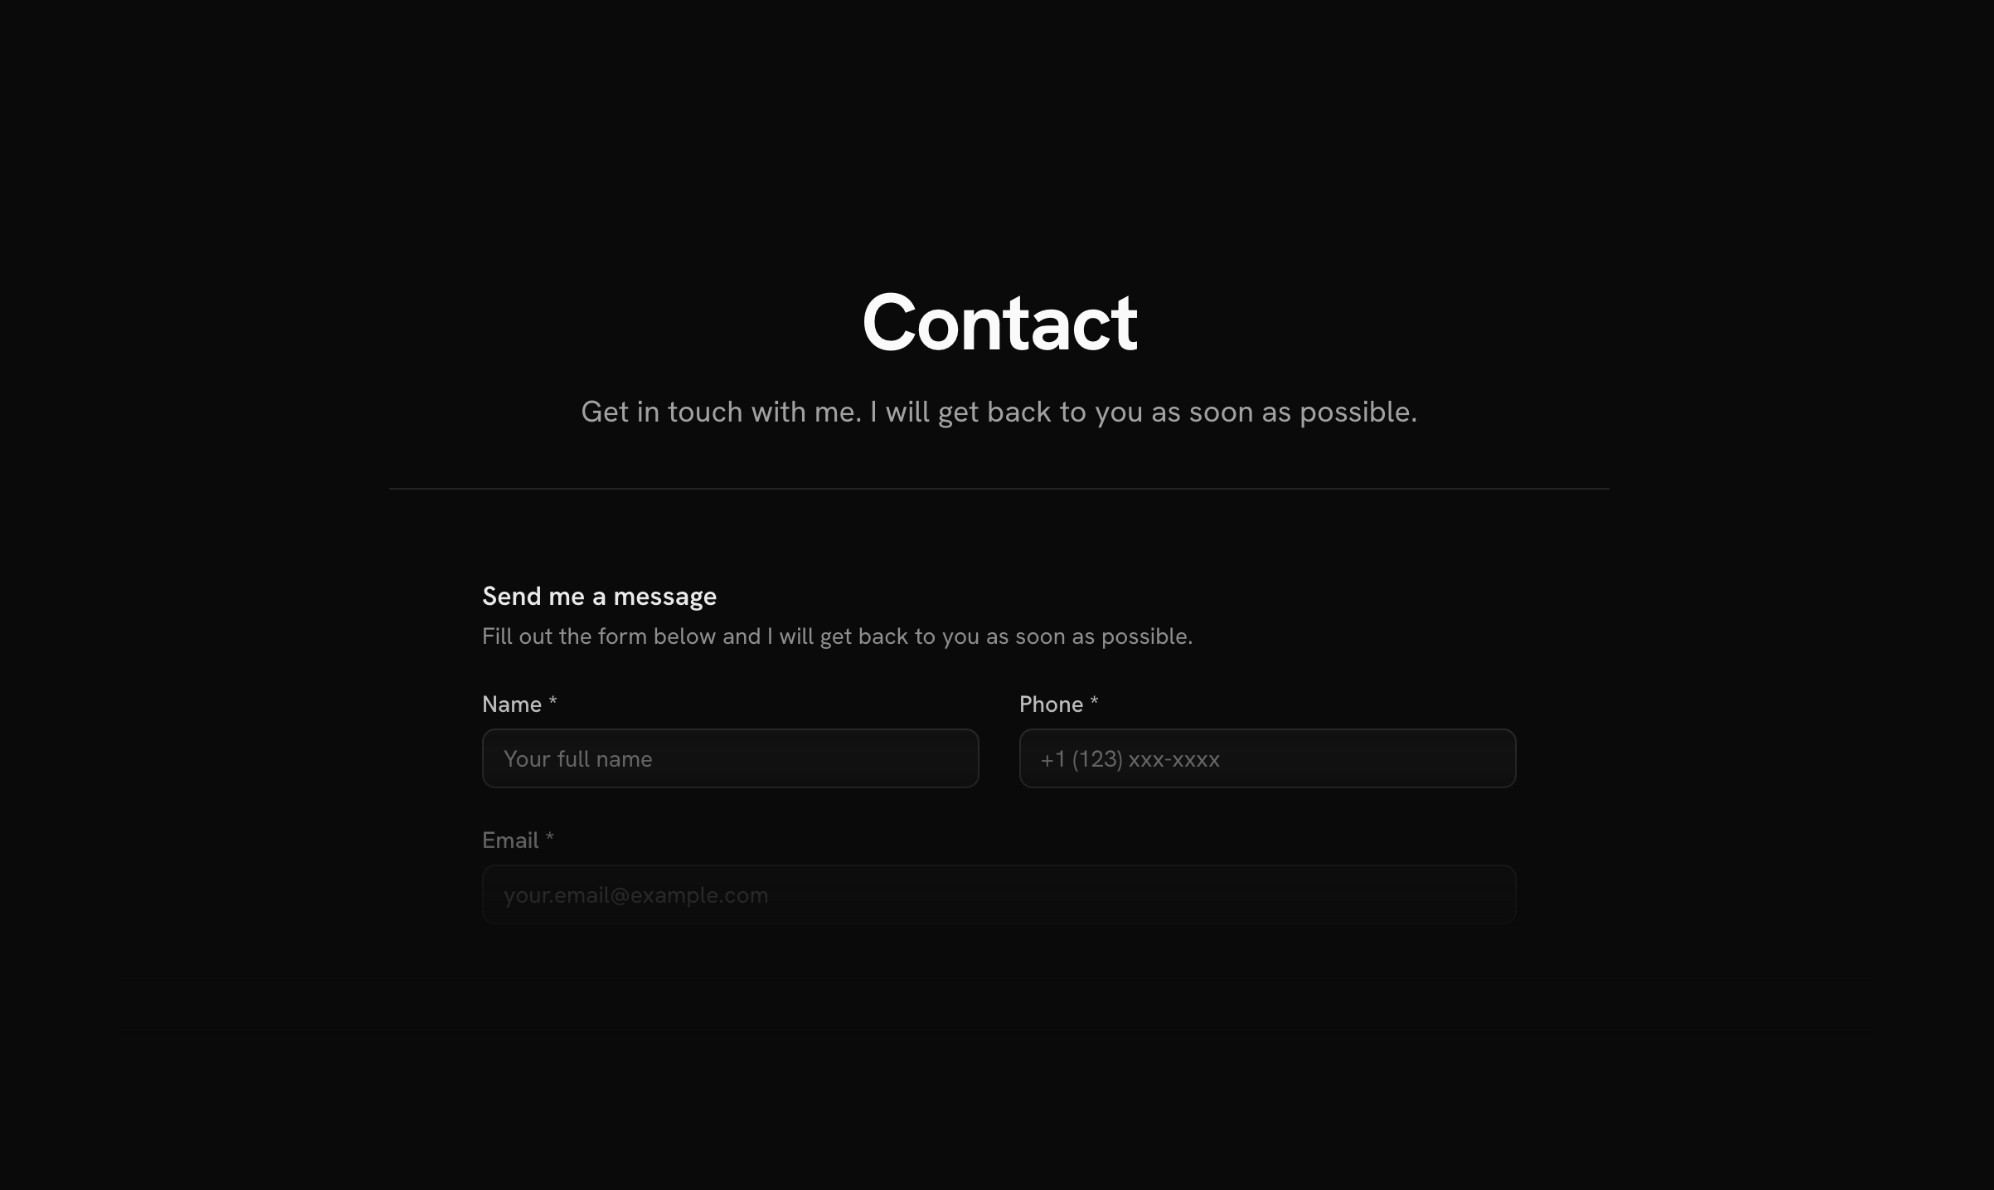 Contact
Get in touch with me. I will get back to you as soon as possible.
Send me a message
Fill out the form below and I will get back to you as soon as possible.
Name *
Phone *
Your full name
+1 (123) xxx-xxxx
Email *
your.email@example.com